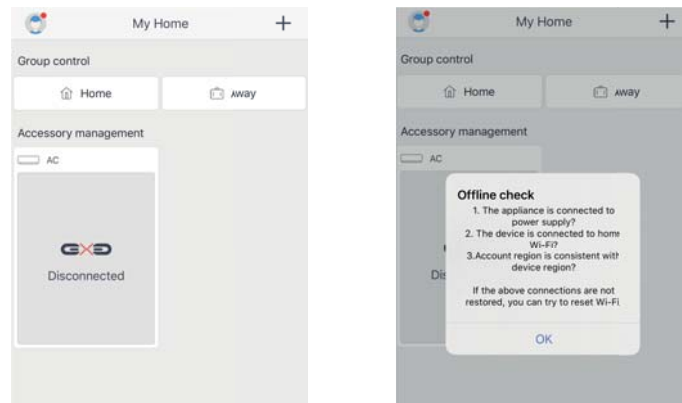 My Home
Group control
Home
Away
Accessory management
AC
Disconnected
My Home
Group control
Home
Away
Accessory management
AC
Dis
Offline check
1. The appliance is connected to
power supply?
2. The device is connected to home
Wi-Fi?
3.Account region is consistent with
device region?
If the above connections are not
restored, you can try to reset Wi-Fi
OK